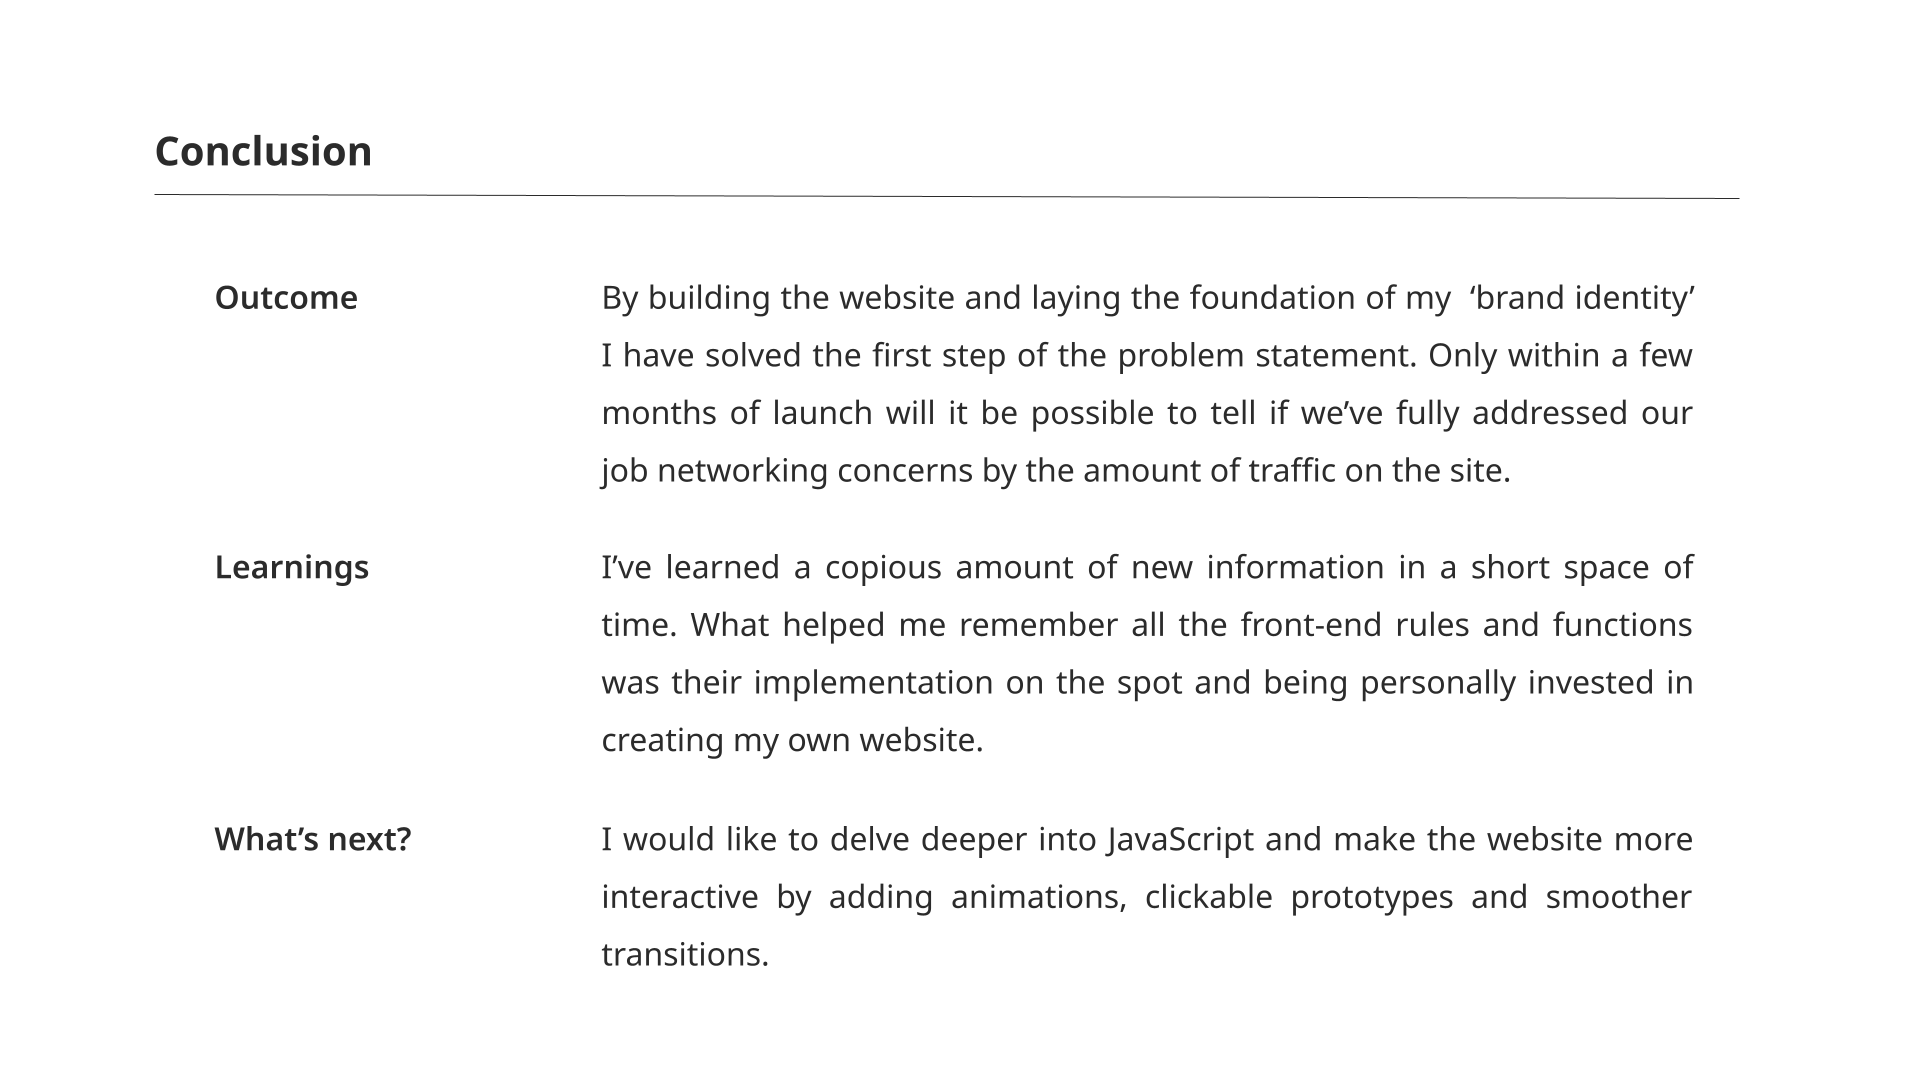 Conclusion
Outcome
By building the website and laying the foundation of my  ‘brand identity’
I have solved the first step of the problem statement. Only within a few
months of launch will it be possible to tell if we’ve fully addressed our
job networking concerns by the amount of traffic on the site.
Learnings
I’ve learned a copious amount of new information in a short space of
time. What helped me remember all the front-end rules and functions
was their implementation on the spot and being personally invested in
creating my own website.
What’s next?
I would like to delve deeper into JavaScript and make the website more
interactive by adding animations, clickable prototypes and smoother
transitions.